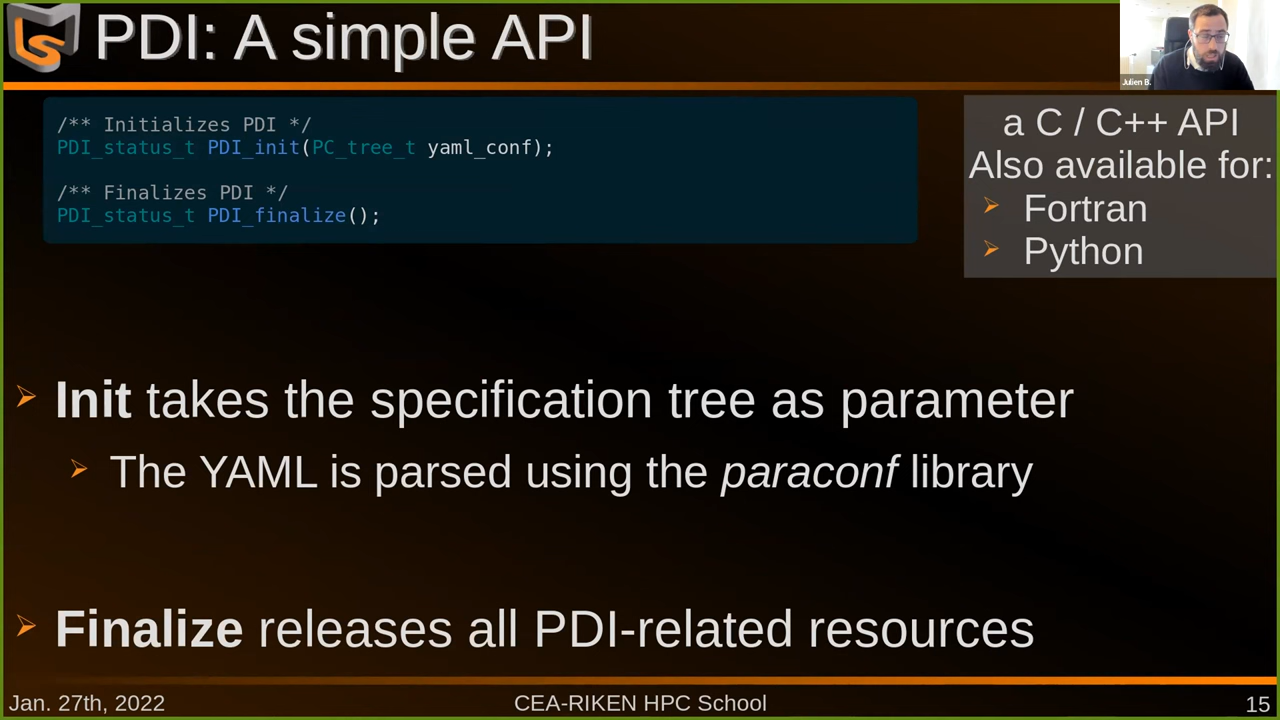 PDI: A simple API
Julien B.
/** Initializes PDI */
PDI_status_t PDI_init(PC_tree_t yaml_conf);
/** Finalizes PDI */
PDI_status_t PDI_finalize();
a C / C++ API
Also available for:
➢ Fortran
➢ Python
➢ Init takes the specification tree as parameter
➢ The YAML is parsed using the paraconf library
➢ Finalize releases all PDI-related resources
Jan. 27th, 2022
CEA-RIKEN HPC School
15